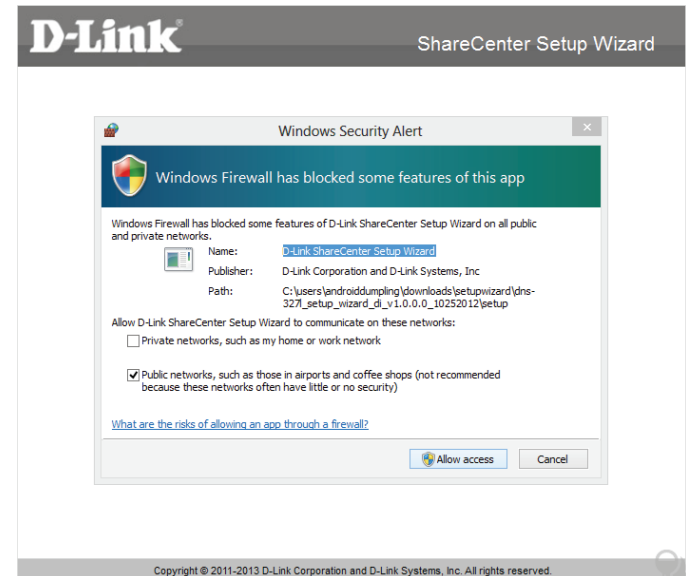 D-Link
ShareCenter Setup Wizard
Windows Security Alert
Windows Firewall has blocked some features of this app
Windows Firewall has blocked some features of D-Link ShareCenter Setup Wizard on all public
and private networks.
Name: D-Link ShareCenter Setup Wizard
Publisher: D-Link Corporation and D-Link Systems, Inc
Path: C:\users\androiddumpling\downloads\setupwizard\dns-
327l_setup_wizard_di_v1.0.0.0_10252012\setup
Allow D-Link ShareCenter Setup Wizard to communicate on these networks:
Private networks, such as my home or work network
Public networks, such as those in airports and coffee shops (not recommended
because these networks often have little or no security)
What are the risks of allowing an app through a firewall?
Allow access Cancel
Copyright © 2011-2013 D-Link Corporation and D-Link Systems, Inc. All rights reserved.